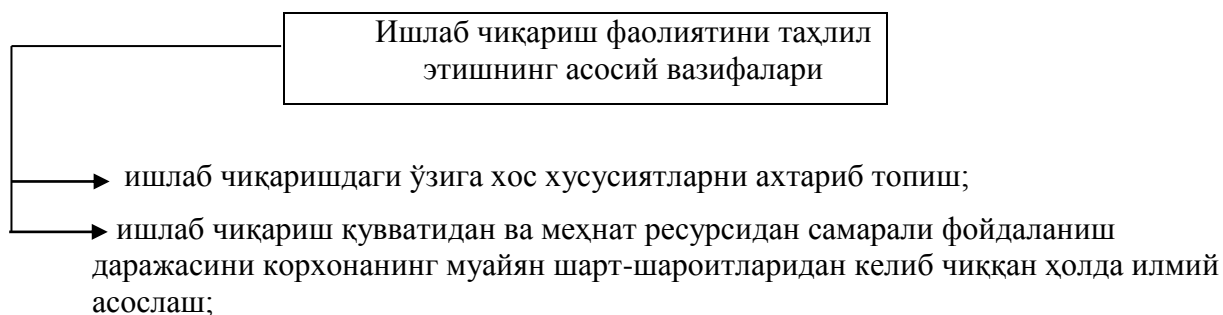 Ишлаб чиқариш фаолиятини таҳлил
этишнинг асосий вазифалари
ишлаб чиқаришдаги ўзига хос хусусиятларни ахтариб топиш;
ишлаб чиқариш қувватидан ва меҳнат ресурсидан самарали фойдаланиш
даражасини корхонанинг муайян шарт-шароитларидан келиб чиққан ҳолда илмий
асослаш;